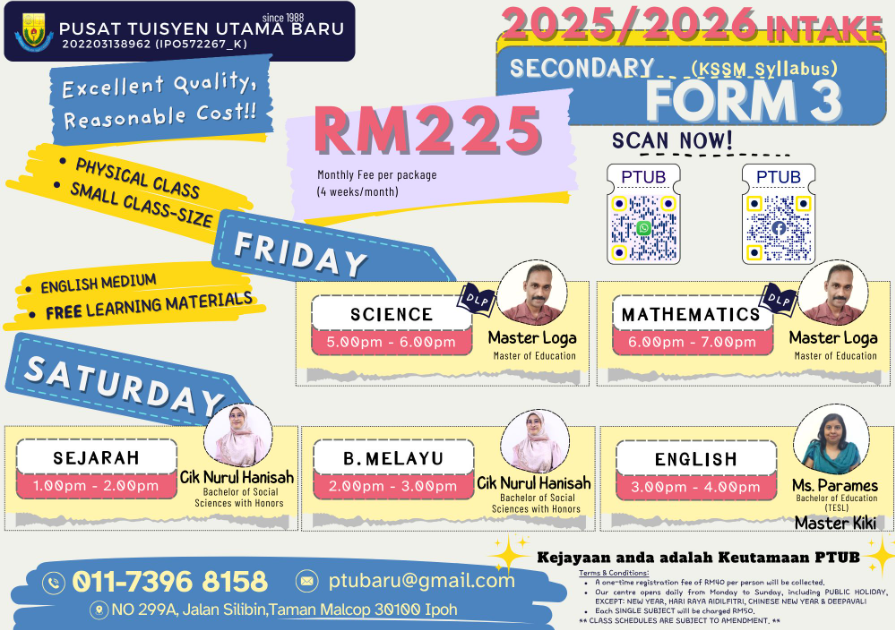 since 1988
PUSAT TUISYEN UTAMA BARU
202203138962 (IPO572267_K)
2025/2026 INTAKE
SECONDARY (KSSM Syllabus)
FORM 3
Excellent Quality,
Reasonable Cost!!
RM225
Monthly Fee per package
(4 weeks/month)
SCAN NOW!
PTUB
PTUB
• PHYSICAL CLASS
• SMALL CLASS-SIZE
• ENGLISH MEDIUM
• FREE LEARNING MATERIALS
FRIDAY
SCIENCE
5.00pm - 6.00pm
DLP
Master Loga
Master of Education
MATHEMATICS
6.00pm - 7.00pm
DLP
Master Loga
Master of Education
SATURDAY
SEJARAH
1.00pm - 2.00pm
Cik Nurul Hanisah
Bachelor of Social
Sciences with Honors
B.MELAYU
2.00pm - 3.00pm
Cik Nurul Hanisah
Bachelor of Social
Sciences with Honors
ENGLISH
3.00pm - 4.00pm
Ms. Parames
Bachelor of Education
(TESL)
Master Kiki
Kejayaan anda adalah Keutamaan PTUB
011-7396 8158
ptubaru@gmail.com
NO 299A, Jalan Silibin,Taman Malcop 30100 Ipoh
Terms & Conditions:
• A one-time registration fee of RM40 per person will be collected.
• Our centre opens daily from Monday to Sunday, including PUBLIC HOLIDAY,
EXCEPT: NEW YEAR, HARI RAYA AIDILFITRI, CHINESE NEW YEAR & DEEPAVALI
• Each SINGLE SUBJECT will be charged RM50.
** CLASS SCHEDULES ARE SUBJECT TO AMENDMENT. **